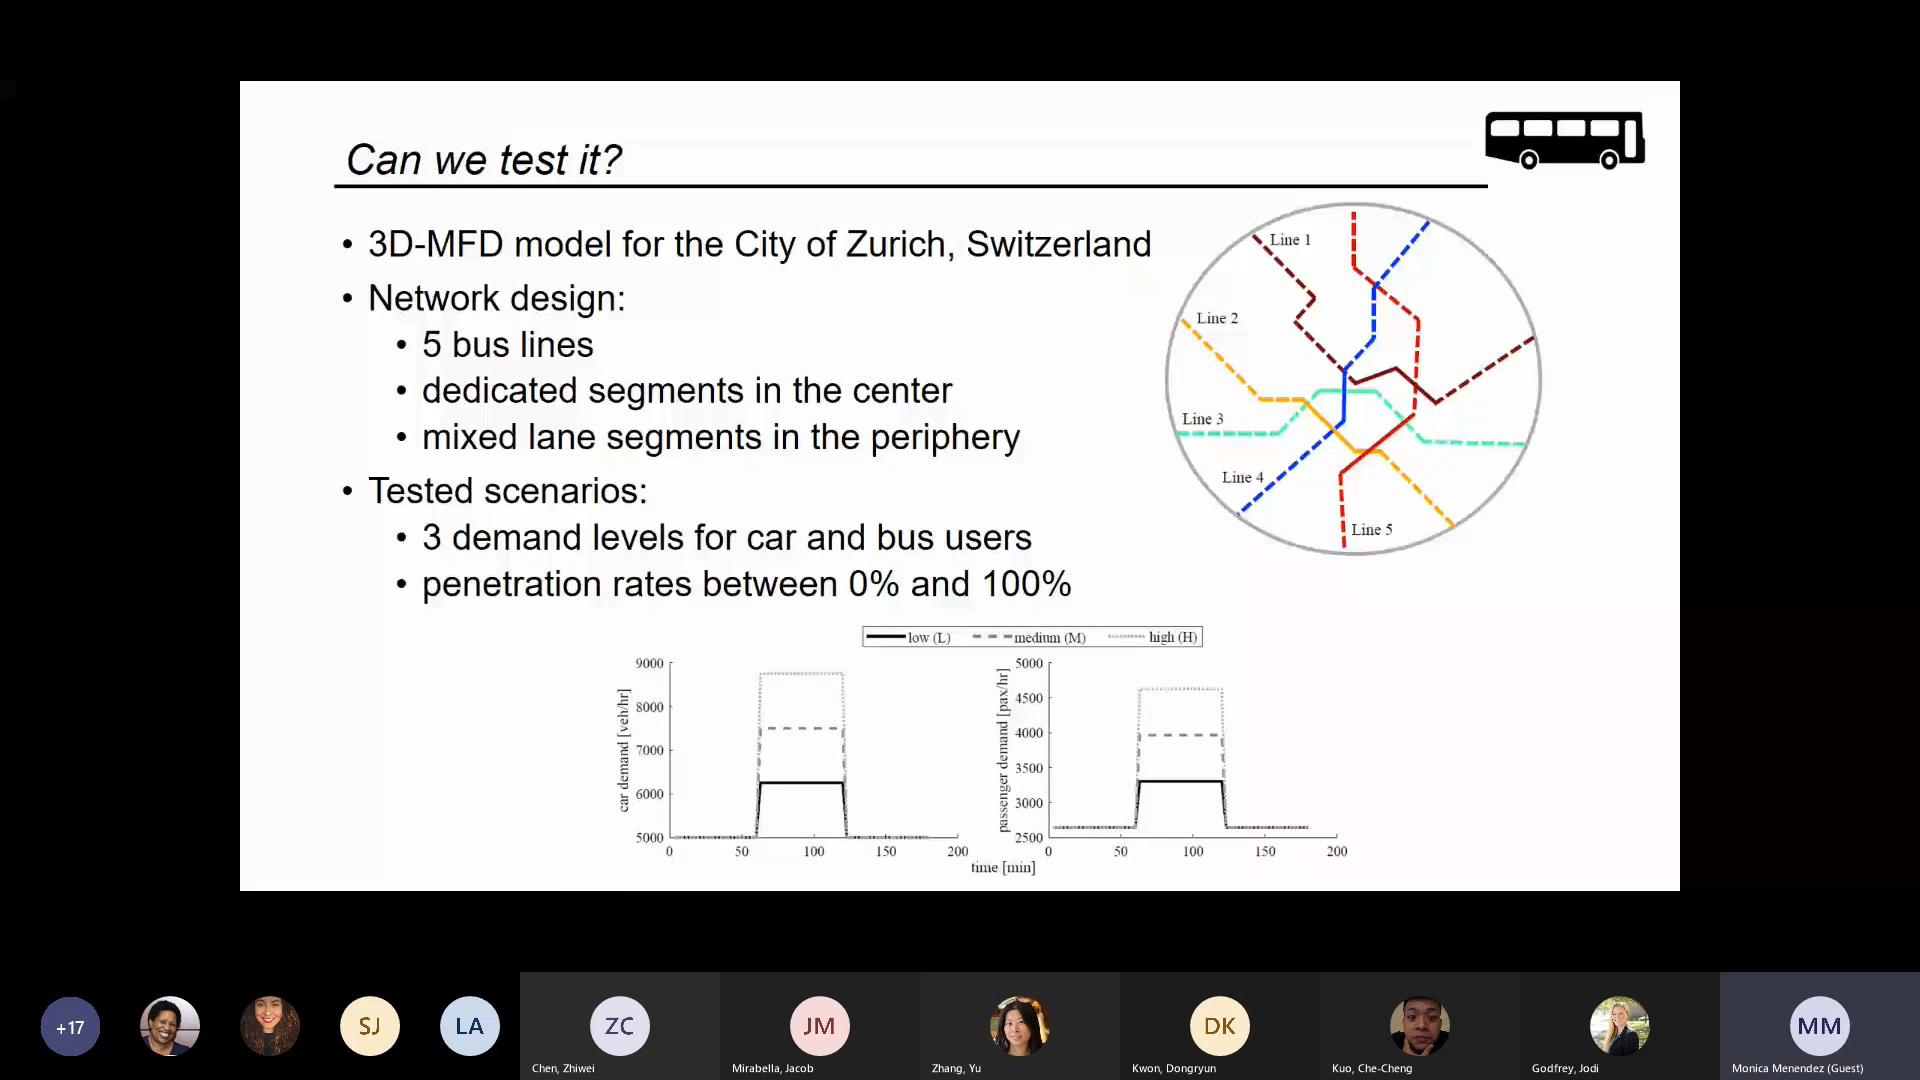 Can we test it?
• 3D-MFD model for the City of Zurich, Switzerland
• Network design:
• 5 bus lines
• dedicated segments in the center
• mixed lane segments in the periphery
• Tested scenarios:
• 3 demand levels for car and bus users
• penetration rates between 0% and 100%
Line 1
Line 2
Line 3
Line 4
Line 5
low (L) medium (M) high (H)
car demand [veh/hr]
9000
8000
7000
6000
5000
0 50 100 150 200
passenger demand [pax/hr]
5000
4500
4000
3500
3000
2500
0 50 100 150 200
time [min]
+17
SJ
LA
ZC
Chen, Zhiwei
JM
Mirabella, Jacob
Zhang, Yu
DK
Kwon, Dongryun
Kuo, Che-Cheng
Godfrey, Jodi
MM
Monica Menendez (Guest)